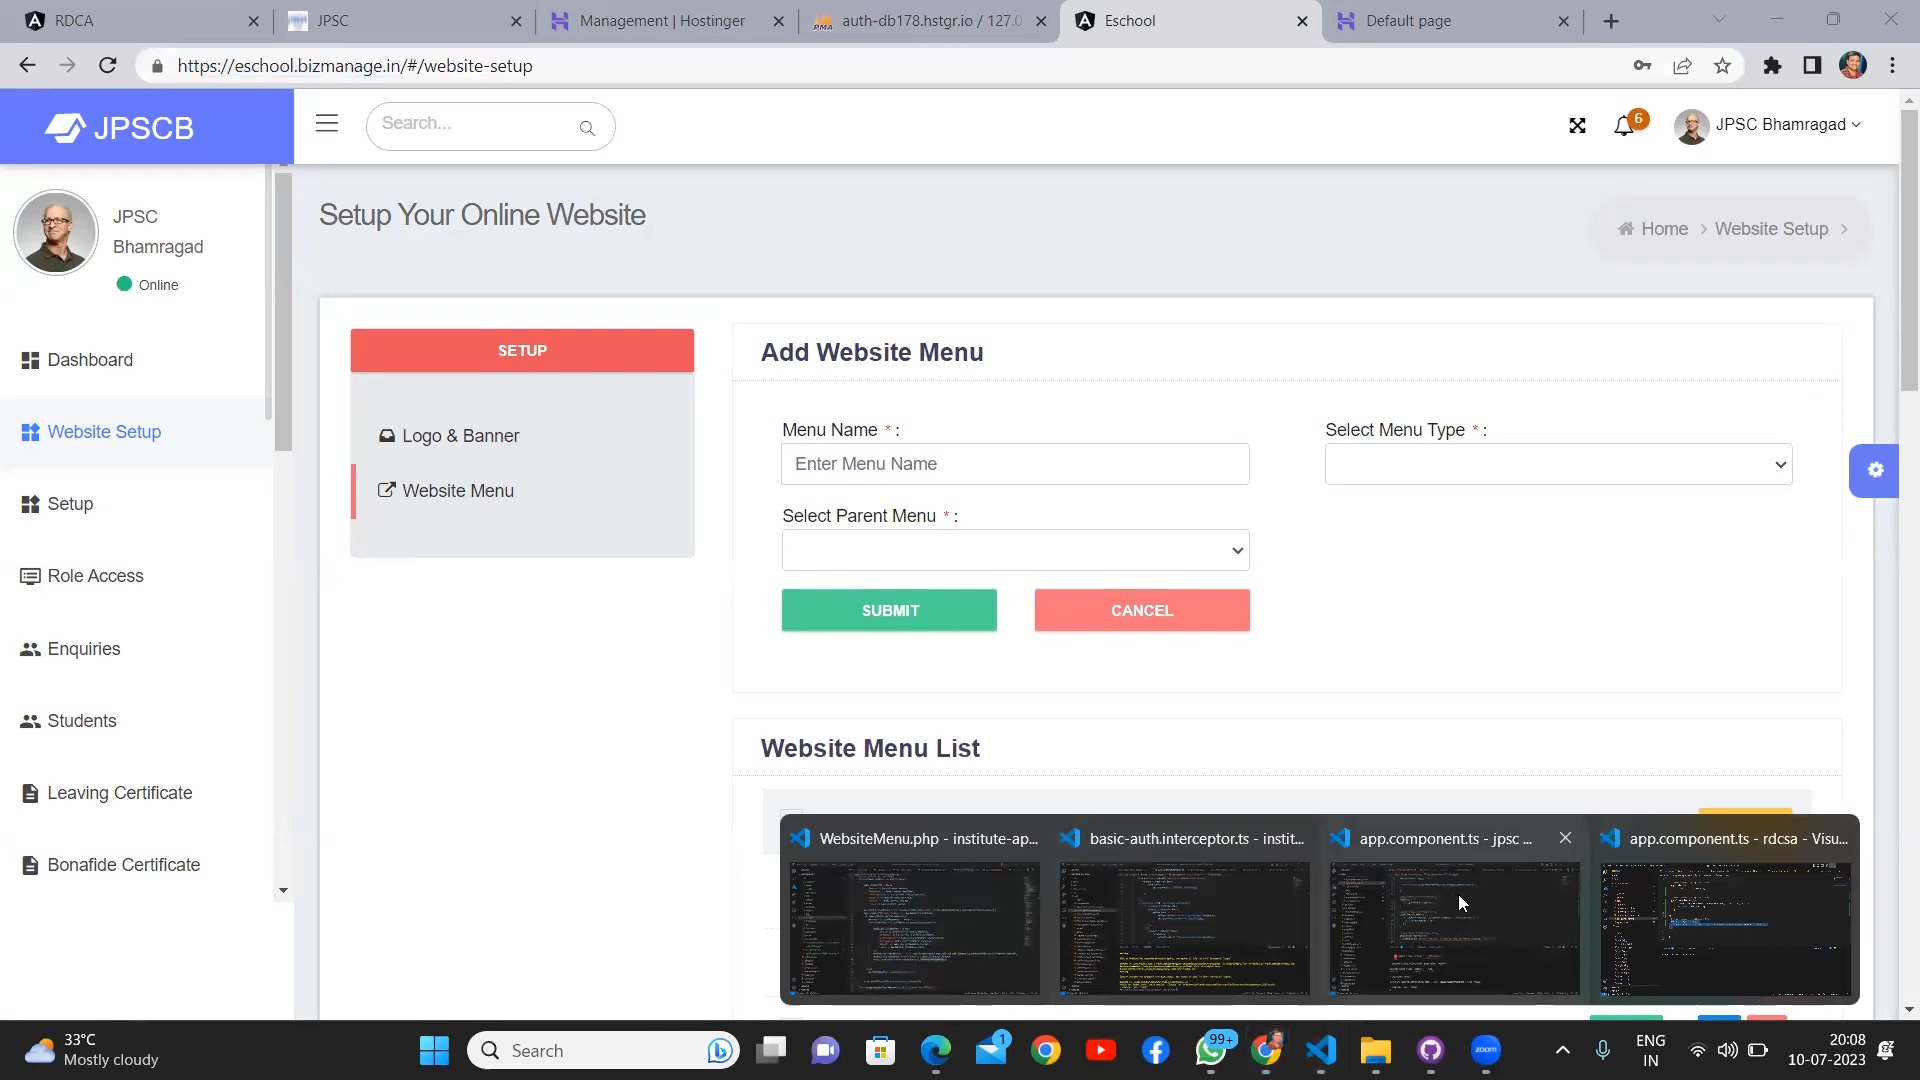 RDCA
JPSC
Management | Hostinger
auth-db178.hstgr.io / 127.0
Eschool
Default page
https://eschool.bizmanage.in/#/website-setup
JPSCB
Search...
6
JPSC Bhamragad
JPSC
Bhamragad
Online
Setup Your Online Website
Home
Website Setup
Dashboard
Website Setup
Setup
Role Access
Enquiries
Students
Leaving Certificate
Bonafide Certificate
SETUP
Logo & Banner
Website Menu
Add Website Menu
Menu Name * :
Enter Menu Name
Select Menu Type * :
Select Parent Menu * :
SUBMIT
CANCEL
Website Menu List
WebsiteMenu.php - institute-ap...
basic-auth.interceptor.ts - instit...
app.component.ts - jpsc ...
app.component.ts - rdcsa - Visu...
33°C
Mostly cloudy
Search
1
99+
zoom
ENG
IN
20:08
10-07-2023